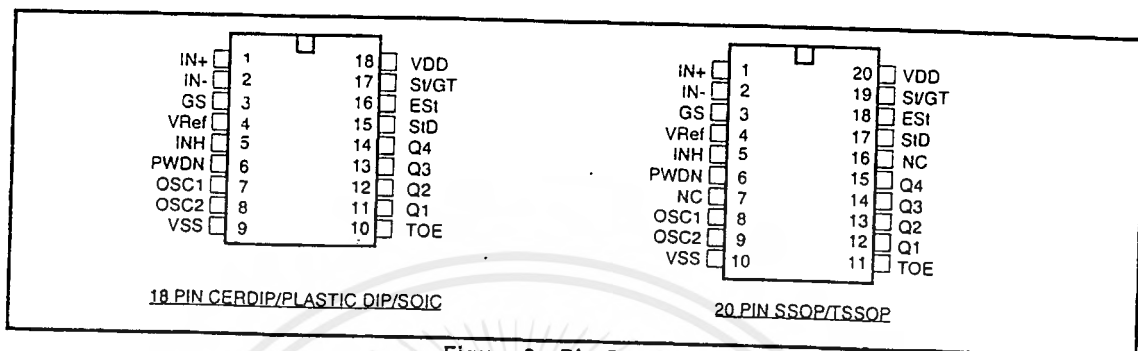 IN+ 1 18 VDD
IN- 2 17 St/GT
GS 3 16 ESt
VRef 4 15 StD
INH 5 14 Q4
PWDN 6 13 Q3
OSC1 7 12 Q2
OSC2 8 11 Q1
VSS 9 10 TOE
18 PIN CERDIP/PLASTIC DIP/SOIC
IN+ 1 20 VDD
IN- 2 19 St/GT
GS 3 18 ESt
VRef 4 17 StD
INH 5 16 NC
PWDN 6 15 Q4
NC 7 14 Q3
OSC1 8 13 Q2
OSC2 9 12 Q1
VSS 10 11 TOE
20 PIN SSOP/TSSOP